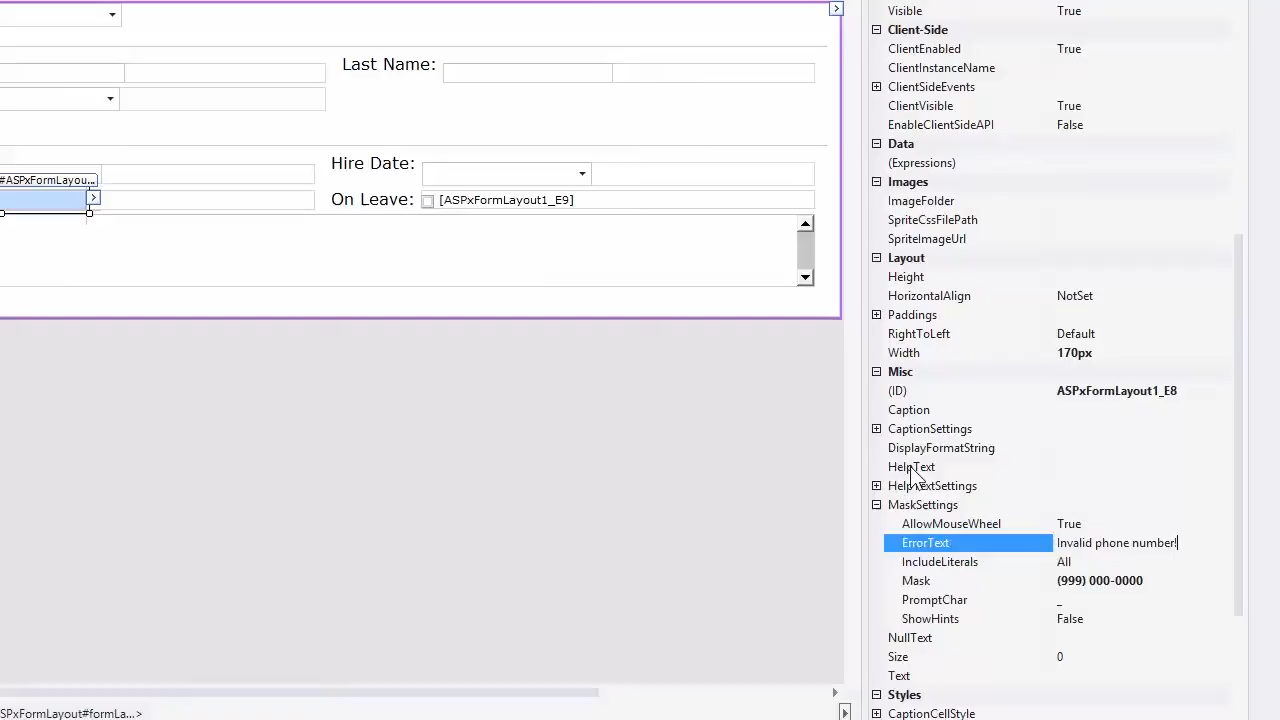 Last Name:
Hire Date:
#ASPxFormLayou...
On Leave: [ASPxFormLayout1_E9]
SPxFormLayout#formLa...>
Visible True
Client-Side
ClientEnabled True
ClientInstanceName
ClientSideEvents
ClientVisible True
EnableClientSideAPI False
Data
(Expressions)
Images
ImageFolder
SpriteCssFilePath
SpriteImageUrl
Layout
Height
HorizontalAlign NotSet
Paddings
RightToLeft Default
Width 170px
Misc
(ID) ASPxFormLayout1_E8
Caption
CaptionSettings
DisplayFormatString
HelpText
HelpTextSettings
MaskSettings
AllowMouseWheel True
ErrorText Invalid phone number!
IncludeLiterals All
Mask (999) 000-0000
PromptChar _
ShowHints False
NullText
Size 0
Text
Styles
CaptionCellStyle